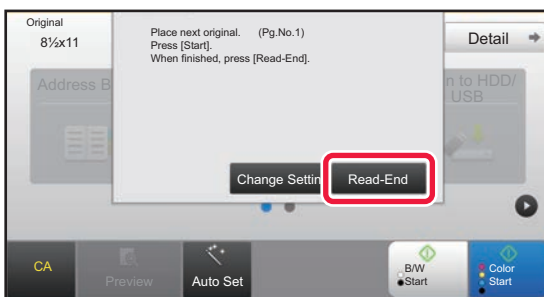 Original
8½x11
Place next original. (Pg.No.1)
Press [Start].
When finished, press [Read-End].
Detail
Address B
n to HDD/
USB
Change Settin
Read-End
CA
Preview
Auto Set
B/W
Start
Color
Start